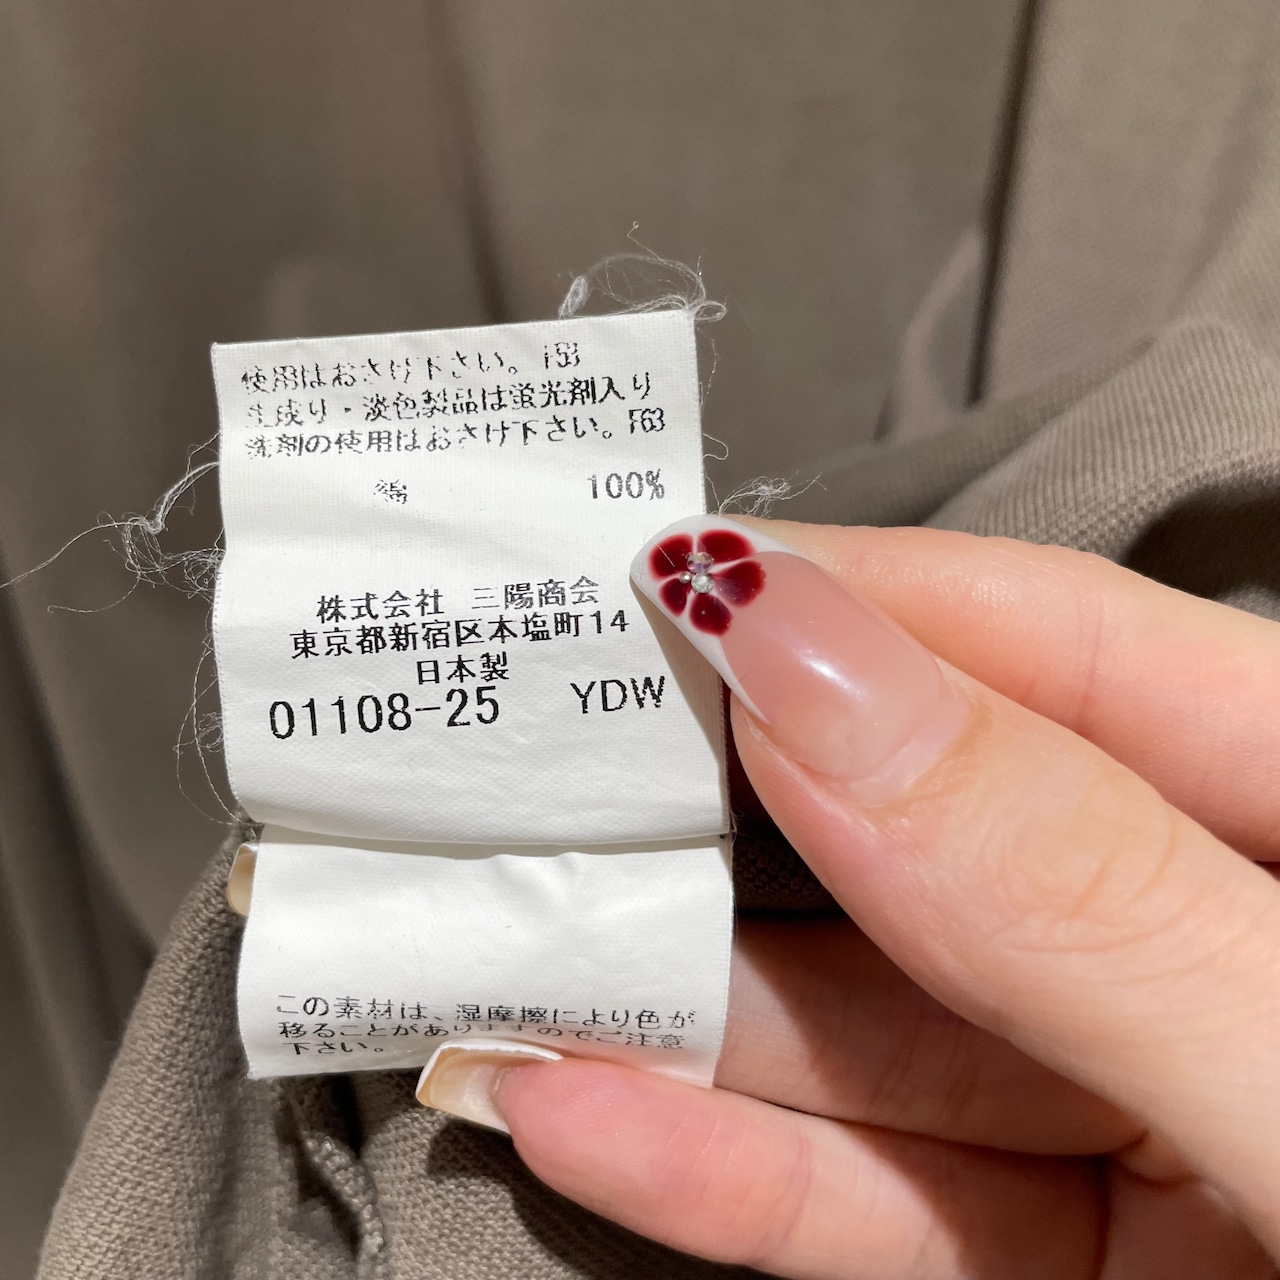 使用はおさけ下さい。
生成り・淡色製品は蛍光剤入り
洗剤の使用はおさけ下さい。F63
綿 100%
株式会社 三陽商会
東京都新宿区本塩町14
日本製
01108-25 YDW
この素材は、湿摩擦により色が
移ることがありますのでご注意
下さい。